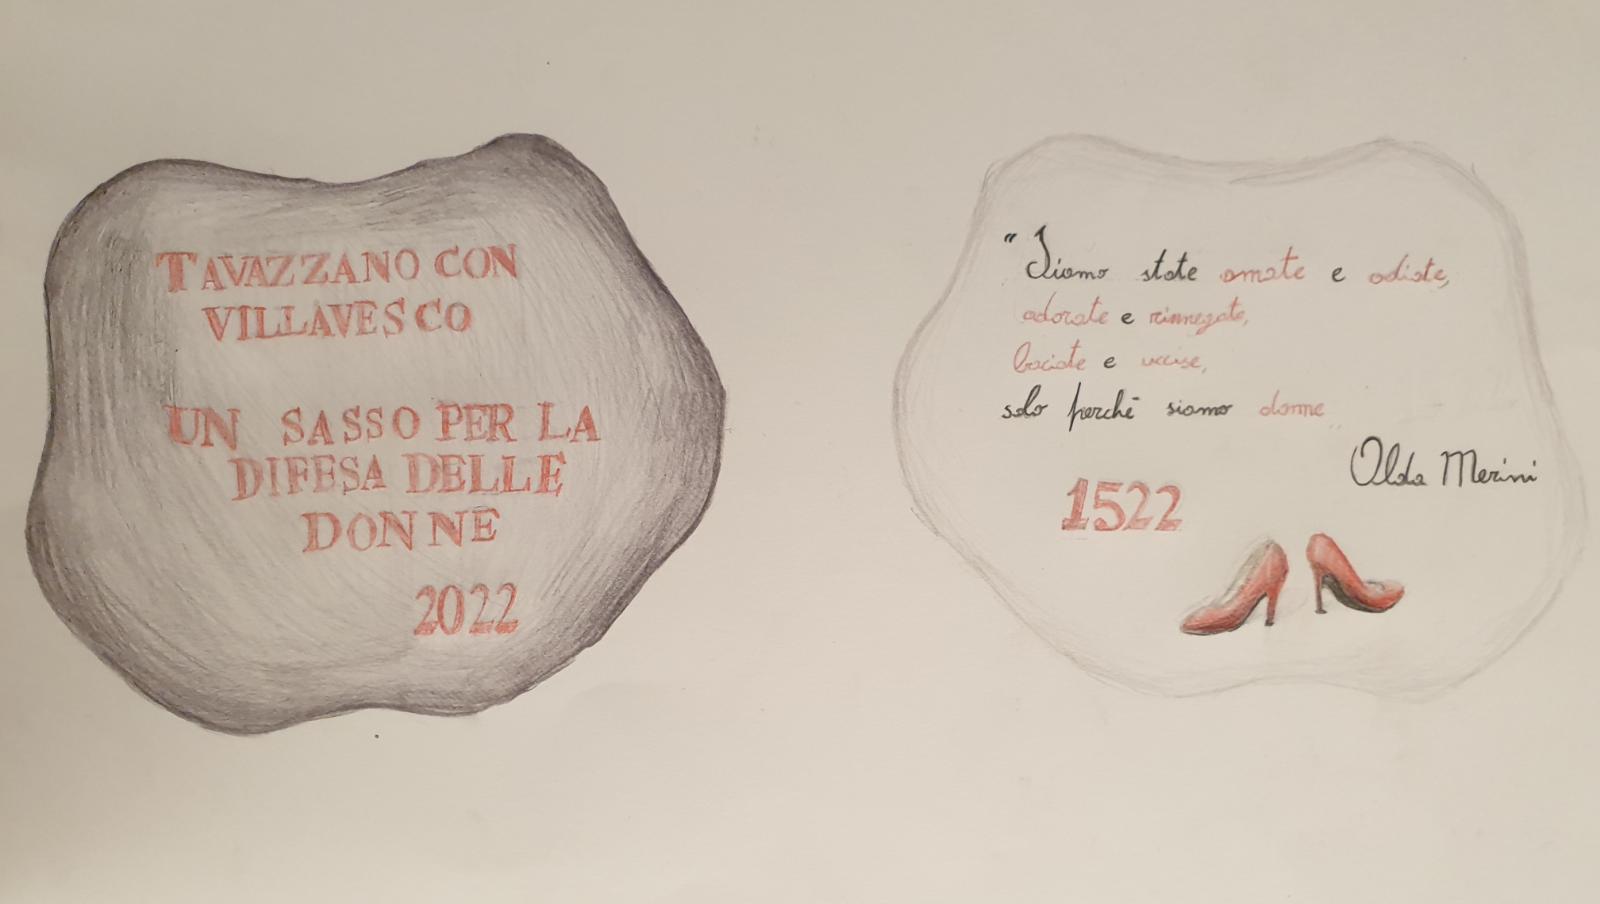 TAVAZZANO CON
VILLAVESCO
UN SASSO PER LA
DIFESA DELLE
DONNE
2022
"Siamo state amate e odiate,
adorate e rinnegate,
baciate e uccise,
solo perchè siamo donne"
Alda Merini
1522